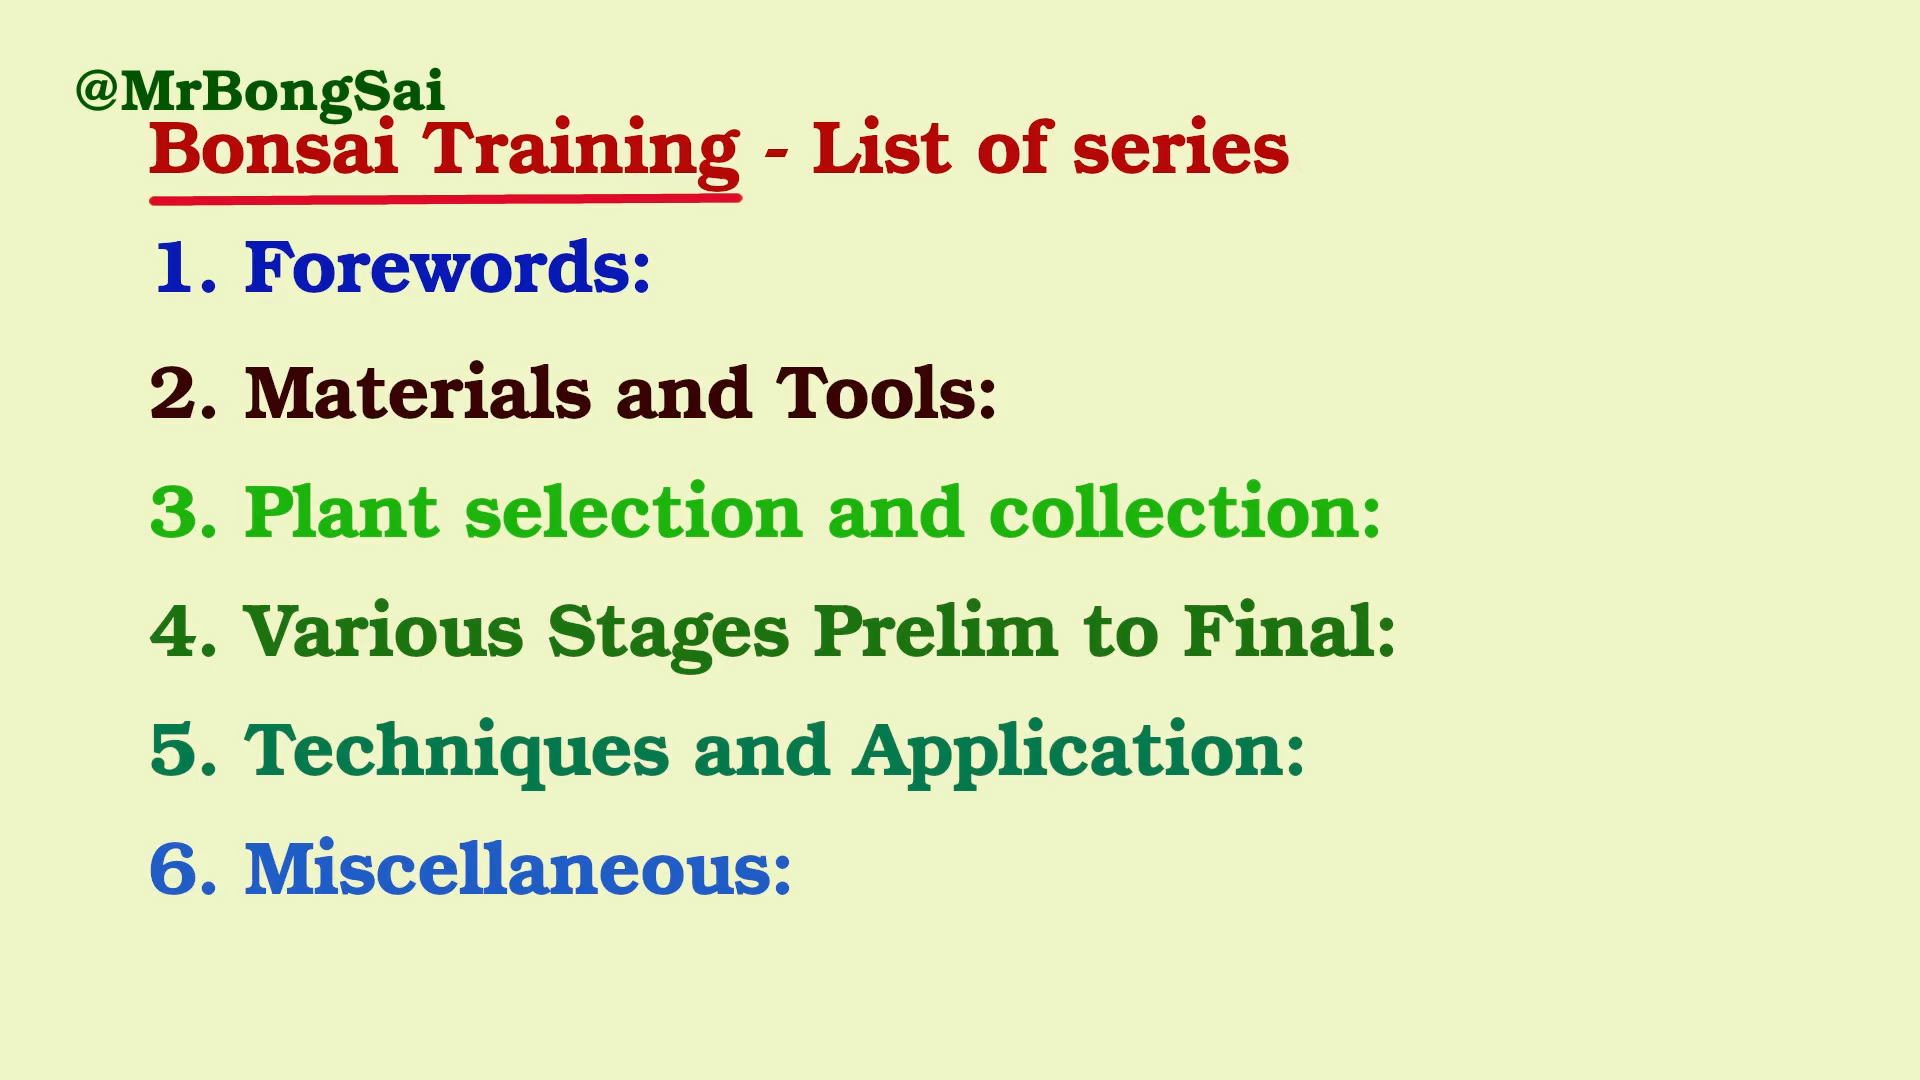 @MrBongSai
Bonsai Training - List of series
1. Forewords:
2. Materials and Tools:
3. Plant selection and collection:
4. Various Stages Prelim to Final:
5. Techniques and Application:
6. Miscellaneous: